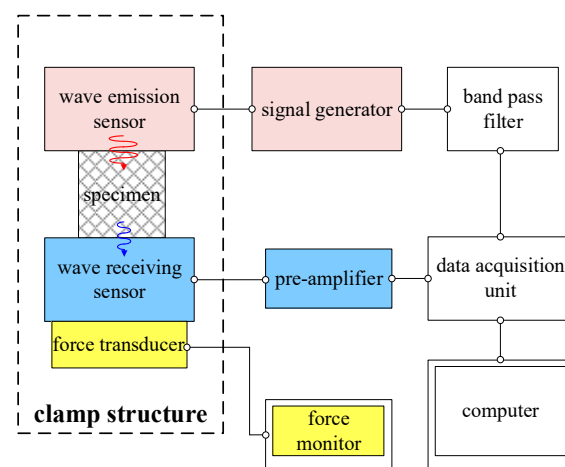 wave emission
sensor
signal generator
band pass
filter
specimen
wave receiving
sensor
pre-amplifier
data acquisition
unit
force transducer
clamp structure
force
monitor
computer